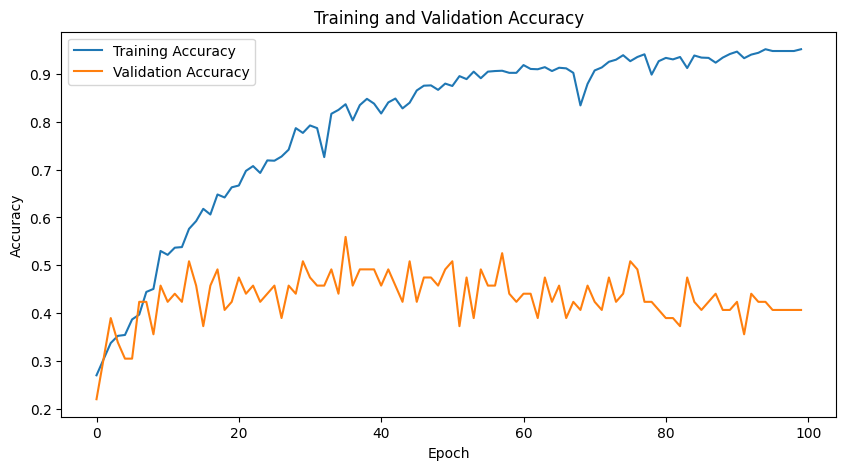 Training and Validation Accuracy
Training Accuracy
Validation Accuracy
Accuracy
0.9
0.8
0.7
0.6
0.5
0.4
0.3
0.2
0 20 40 60 80 100
Epoch